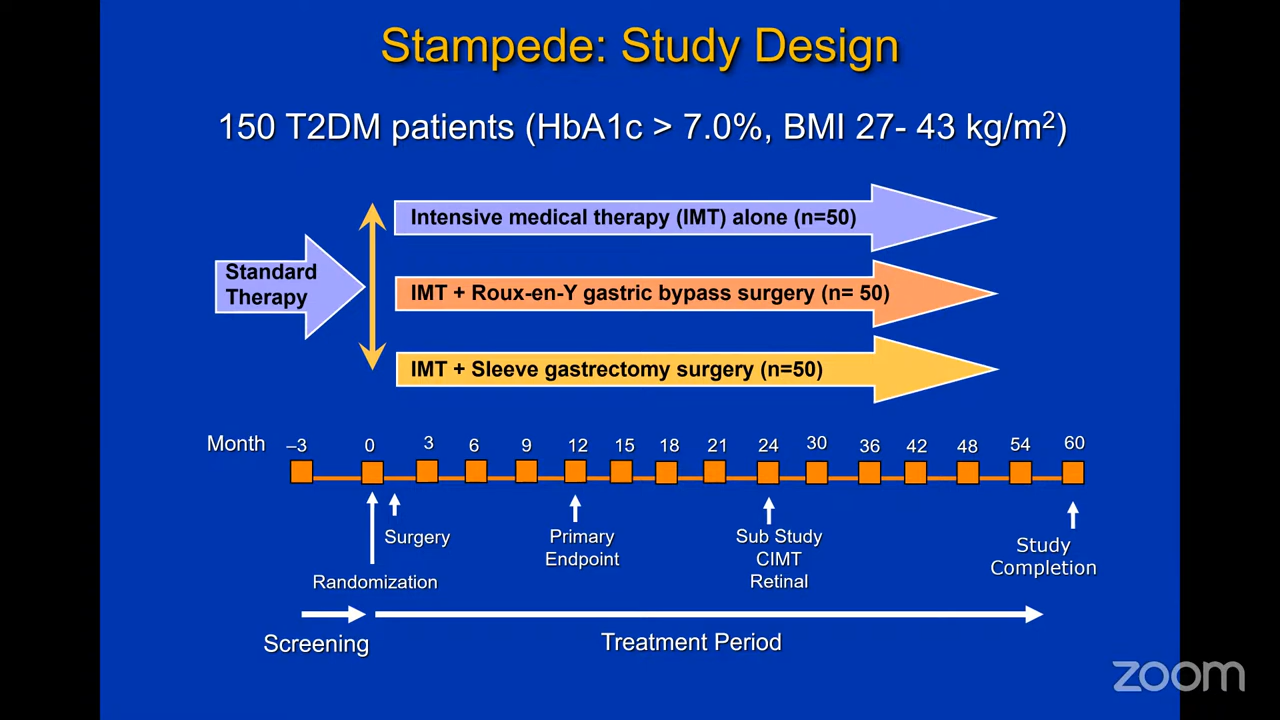 Stampede: Study Design
150 T2DM patients (HbA1c > 7.0%, BMI 27- 43 kg/m²)
Intensive medical therapy (IMT) alone (n=50)
Standard
Therapy
IMT + Roux-en-Y gastric bypass surgery (n= 50)
IMT + Sleeve gastrectomy surgery (n=50)
Month –3 0 3 6 9 12 15 18 21 24 30 36 42 48 54 60
Surgery
Randomization
Primary
Endpoint
Sub Study
CIMT
Retinal
Study
Completion
Screening
Treatment Period
zoom